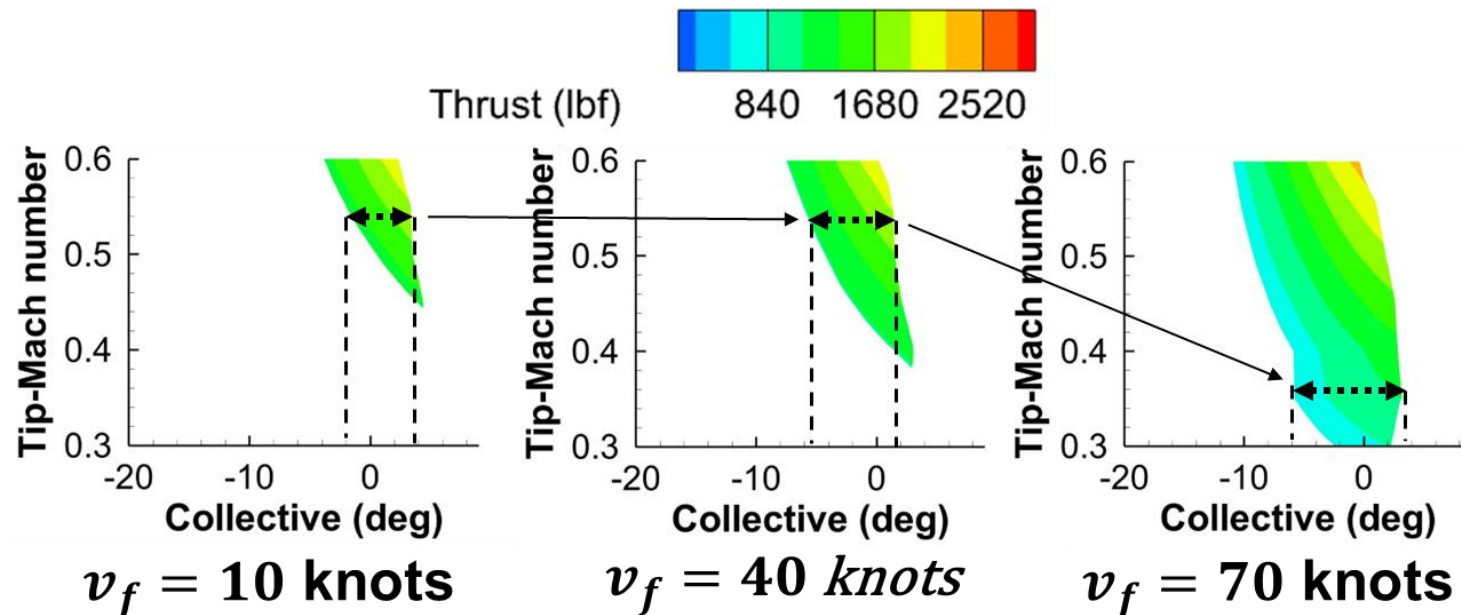 Thrust (lbf) 840 1680 2520
Tip-Mach number
0.6
0.5
0.4
0.3
-20 -10 0
Collective (deg)
v_f = 10 knots
Tip-Mach number
0.6
0.5
0.4
0.3
-20 -10 0
Collective (deg)
v_f = 40 knots
Tip-Mach number
0.6
0.5
0.4
0.3
-20 -10 0
Collective (deg)
v_f = 70 knots